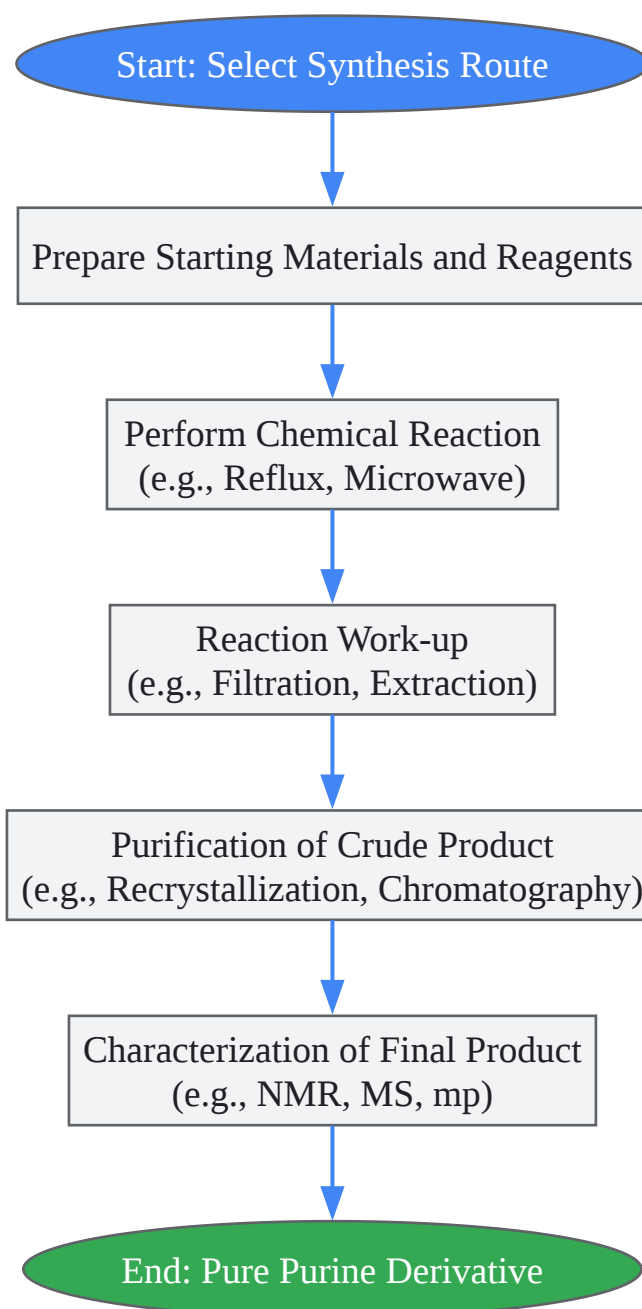 Start: Select Synthesis Route
Prepare Starting Materials and Reagents
Perform Chemical Reaction
(e.g., Reflux, Microwave)
Reaction Work-up
(e.g., Filtration, Extraction)
Purification of Crude Product
(e.g., Recrystallization, Chromatography)
Characterization of Final Product
(e.g., NMR, MS, mp)
End: Pure Purine Derivative